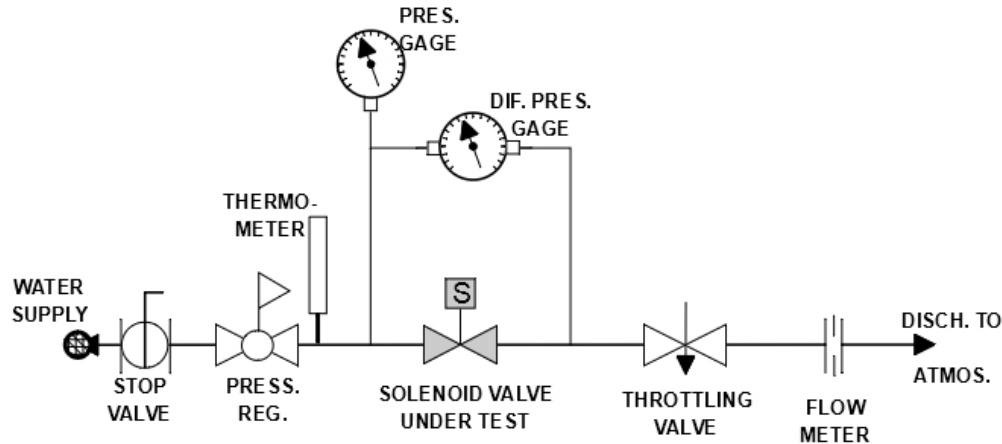 PRES.
GAGE
DIF. PRES.
GAGE
THERMO-
METER
WATER
SUPPLY
S
DISCH. TO
ATMOS.
STOP
VALVE
PRESS.
REG.
SOLENOID VALVE
UNDER TEST
THROTTLING
VALVE
FLOW
METER